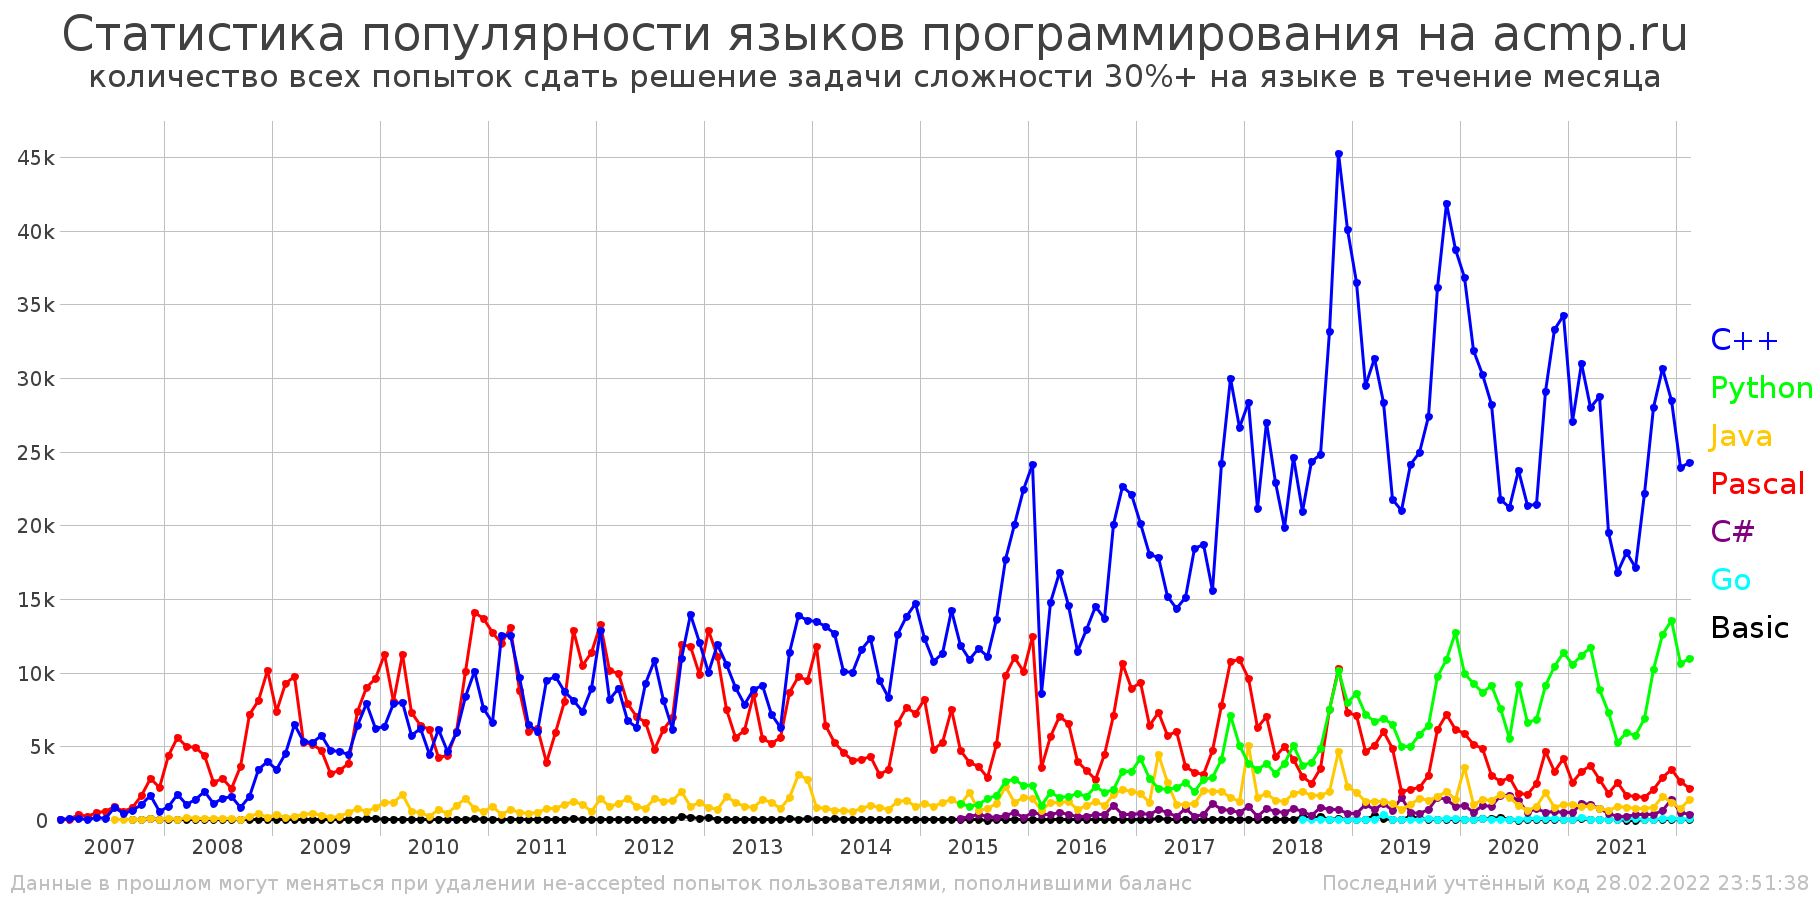 Статистика популярности языков программирования на acmp.ru
количество всех попыток сдать решение задачи сложности 30%+ на языке в течение месяца
45k
40k
35k
30k
25k
20k
15k
10k
5k
0
C++
Python
Java
Pascal
C#
Go
Basic
2007 2008 2009 2010 2011 2012 2013 2014 2015 2016 2017 2018 2019 2020 2021
Данные в прошлом могут меняться при удалении не-accepted попыток пользователями, пополнившими баланс
Последний учтённый код 28.02.2022 23:51:38